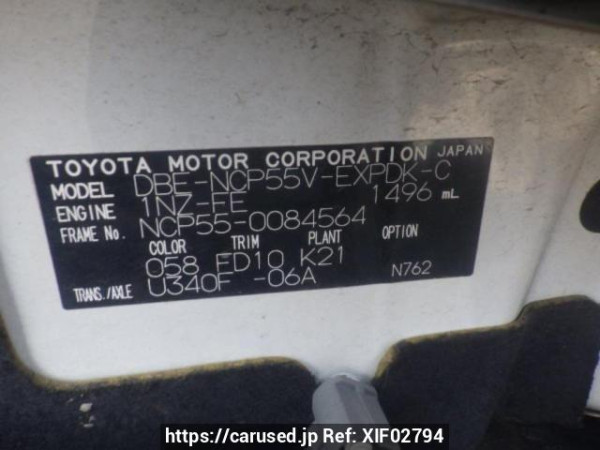 TOYOTA MOTOR CORPORATION JAPAN
MODEL DBE-NCP55V-EXPDK-C
ENGINE 1NZ-FE 1496 mL
FRAME No. NCP55-0084564
COLOR TRIM PLANT OPTION
058 FD10 K21
TRANS./AXLE U340F -06A N762
https://carused.jp Ref: XIF02794